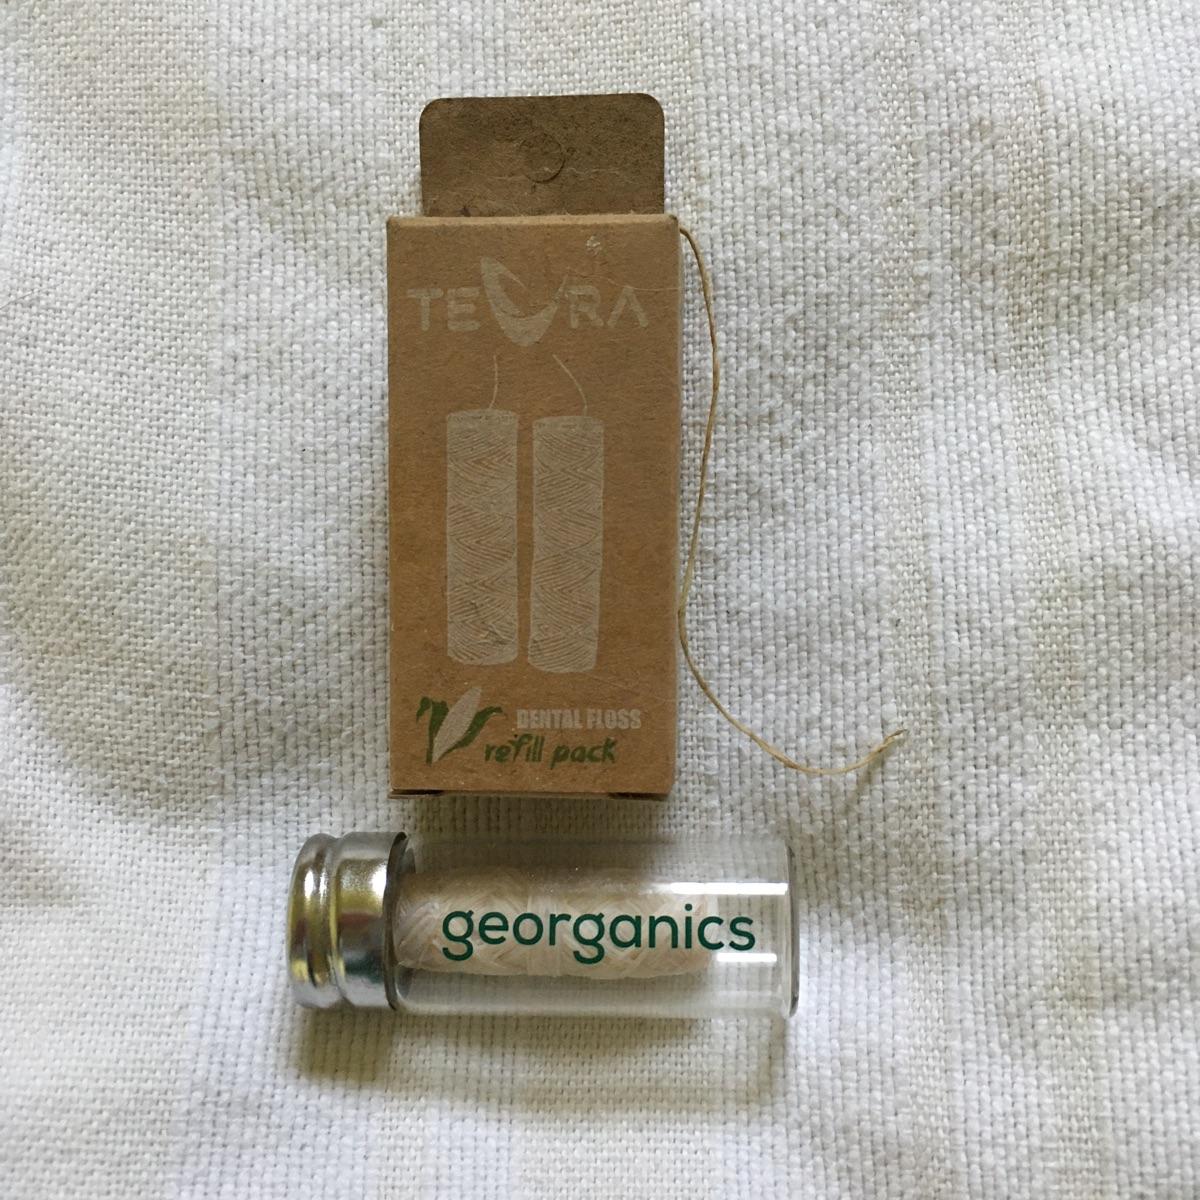 TEVRA
DENTAL FLOSS
refill pack
georganics